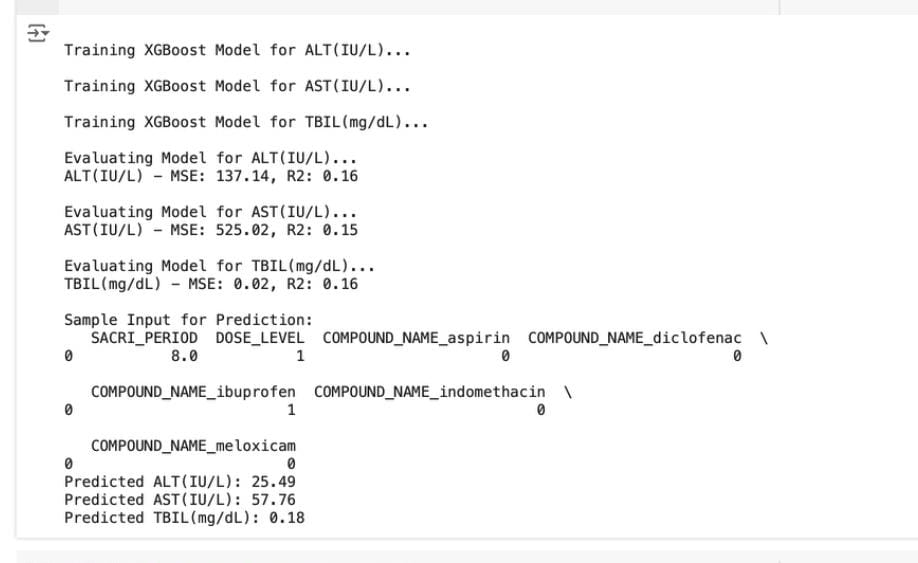 Training XGBoost Model for ALT(IU/L)...
Training XGBoost Model for AST(IU/L)...
Training XGBoost Model for TBIL(mg/dL)...
Evaluating Model for ALT(IU/L)...
ALT(IU/L) – MSE: 137.14, R2: 0.16
Evaluating Model for AST(IU/L)...
AST(IU/L) – MSE: 525.02, R2: 0.15
Evaluating Model for TBIL(mg/dL)...
TBIL(mg/dL) – MSE: 0.02, R2: 0.16
Sample Input for Prediction:
   SACRI_PERIOD  DOSE_LEVEL  COMPOUND_NAME_aspirin  COMPOUND_NAME_diclofenac  \
0           8.0           1                      0                         0
   COMPOUND_NAME_ibuprofen  COMPOUND_NAME_indomethacin  \
0                        1                           0
   COMPOUND_NAME_meloxicam
0                        0
Predicted ALT(IU/L): 25.49
Predicted AST(IU/L): 57.76
Predicted TBIL(mg/dL): 0.18